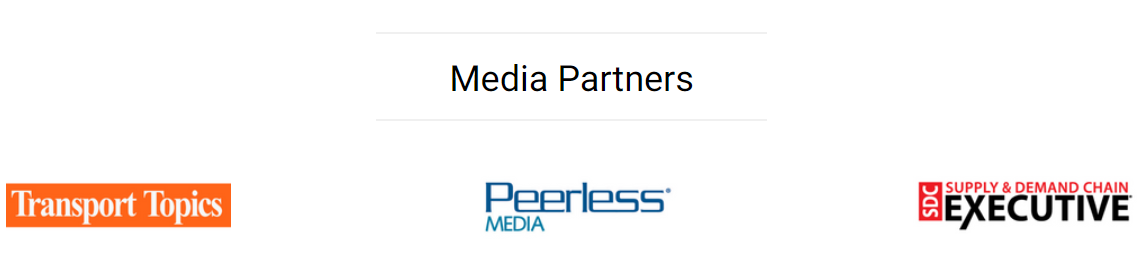 Media Partners
Transport Topics
Peerless®
MEDIA
SDC
SUPPLY & DEMAND CHAIN
EXECUTIVE